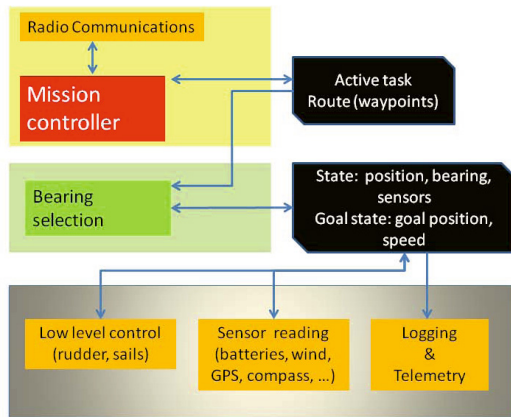 Radio Communications
Mission
controller
Active task
Route (waypoints)
Bearing
selection
State: position, bearing,
sensors
Goal state: goal position,
speed
Low level control
(rudder, sails)
Sensor reading
(batteries, wind,
GPS, compass, ...)
Logging
&
Telemetry